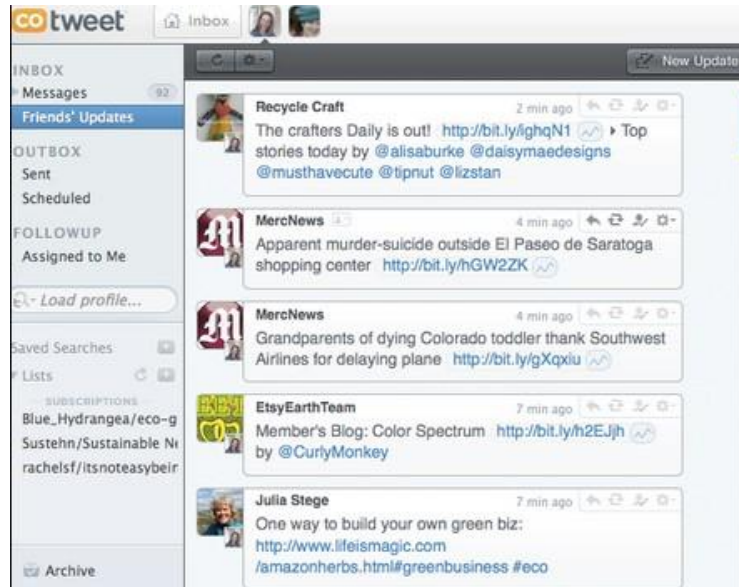 cotweet
Inbox
INBOX
Messages 92
Friends' Updates
OUTBOX
Sent
Scheduled
FOLLOWUP
Assigned to Me
Load profile...
Saved Searches
Lists
SUBSCRIPTIONS
Blue_Hydrangea/eco-g
Sustehn/Sustainable Ne
rachelsf/itsnoteasybeir
Archive
New Update
Recycle Craft 2 min ago
The crafters Daily is out! http://bit.ly/ighqN1 Top
stories today by @alisaburke @daisymaedesigns
@musthavecute @tipnut @lizstan
MercNews 4 min ago
Apparent murder-suicide outside El Paseo de Saratoga
shopping center http://bit.ly/hGW2ZK
MercNews 4 min ago
Grandparents of dying Colorado toddler thank Southwest
Airlines for delaying plane http://bit.ly/gXqxiu
EtsyEarthTeam 7 min ago
Member's Blog: Color Spectrum http://bit.ly/h2EJjh
by @CurlyMonkey
Julia Stege 7 min ago
One way to build your own green biz:
http://www.lifeismagic.com
/amazonherbs.html#greenbusiness #eco